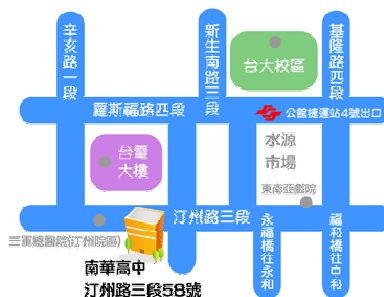 辛亥路一段
新生南路三段
基隆路四段
台大校區
羅斯福路四段
公館捷運站4號出口
台電大樓
水源市場
東南亞戲院
汀州路三段
三軍總醫院(汀州院區)
永福橋往永和
福和橋往中和
南華高中
汀州路三段58號